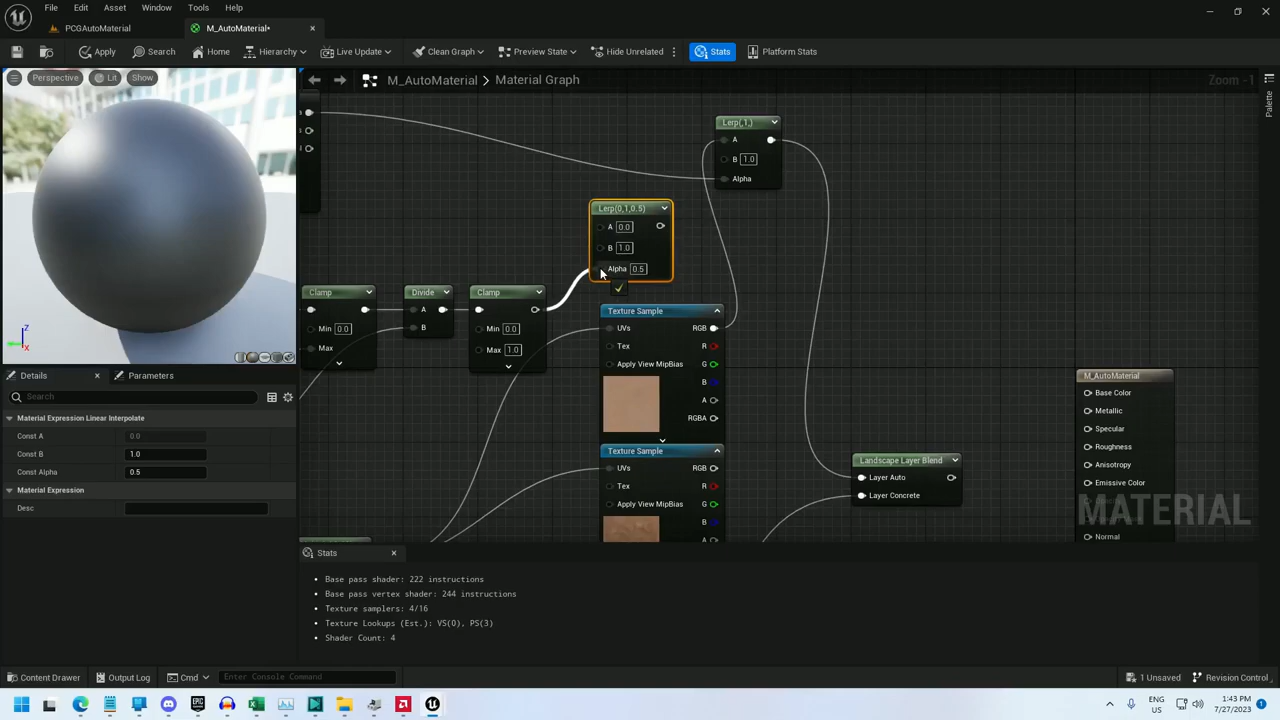 File Edit Asset Window Tools Help
PCGAutoMaterial M_AutoMaterial*
Apply Search Home Hierarchy Live Update Clean Graph Preview State Hide Unrelated Stats Platform Stats
Perspective Lit Show
M_AutoMaterial > Material Graph Zoom -1
Palette
Lerp(,1,)
A
B 1.0
Alpha
Lerp(0,1,0.5)
A 0.0
B 1.0
Alpha 0.5
Clamp
Min 0.0
Max
Divide
A
B
Clamp
Min 0.0
Max 1.0
Texture Sample
UVs RGB
Tex R
Apply View MipBias G
B
A
RGBA
Texture Sample
UVs RGB
Tex R
Apply View MipBias G
B
A
Landscape Layer Blend
Layer Auto
Layer Concrete
M_AutoMaterial
Base Color
Metallic
Specular
Roughness
Anisotropy
Emissive Color
Normal
MATERIAL
Z
X
Details Parameters
Search
Material Expression Linear Interpolate
Const A 0.0
Const B 1.0
Const Alpha 0.5
Material Expression
Desc
Stats
Base pass shader: 222 instructions
Base pass vertex shader: 244 instructions
Texture samplers: 4/16
Texture Lookups (Est.): VS(0), PS(3)
Shader Count: 4
Content Drawer Output Log Cmd Enter Console Command 1 Unsaved Revision Control
ENG
US
1:43 PM
7/27/2023